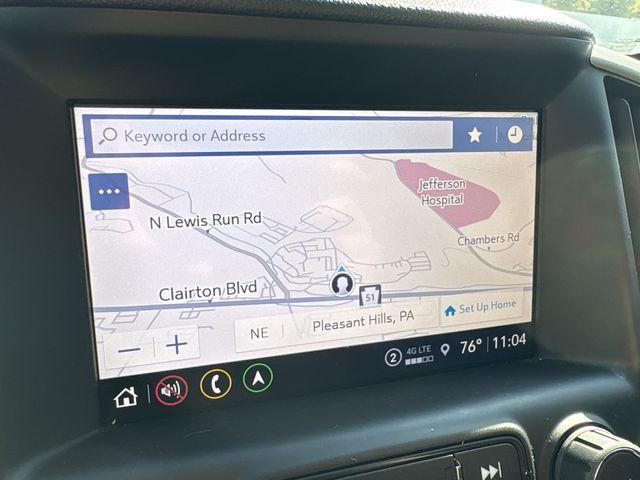 Keyword or Address
Jefferson
Hospital
N Lewis Run Rd
Chambers Rd
Clairton Blvd
51
Set Up Home
NE
Pleasant Hills, PA
2
4G LTE
76°
11:04